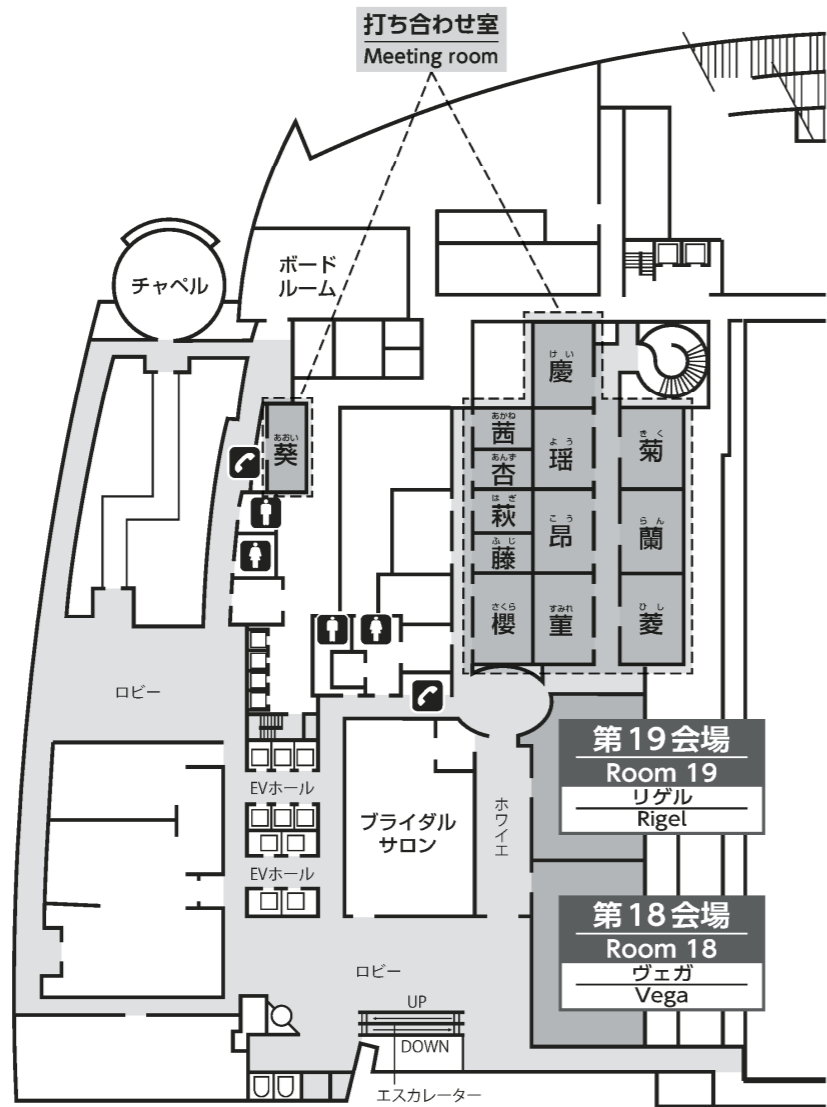 打ち合わせ室
Meeting room
チャペル
ボード
ルーム
けい
慶
あおい
葵
あかね
茜
あんず
杏
はぎ
萩
ふじ
藤
さくら
櫻
よう
瑶
こう
昂
すみれ
菫
きく
菊
らん
蘭
ひし
菱
ロビー
EVホール
EVホール
ブライダル
サロン
ホワイエ
第19会場
Room 19
リゲル
Rigel
第18会場
Room 18
ヴェガ
Vega
ロビー
UP
DOWN
エスカレーター